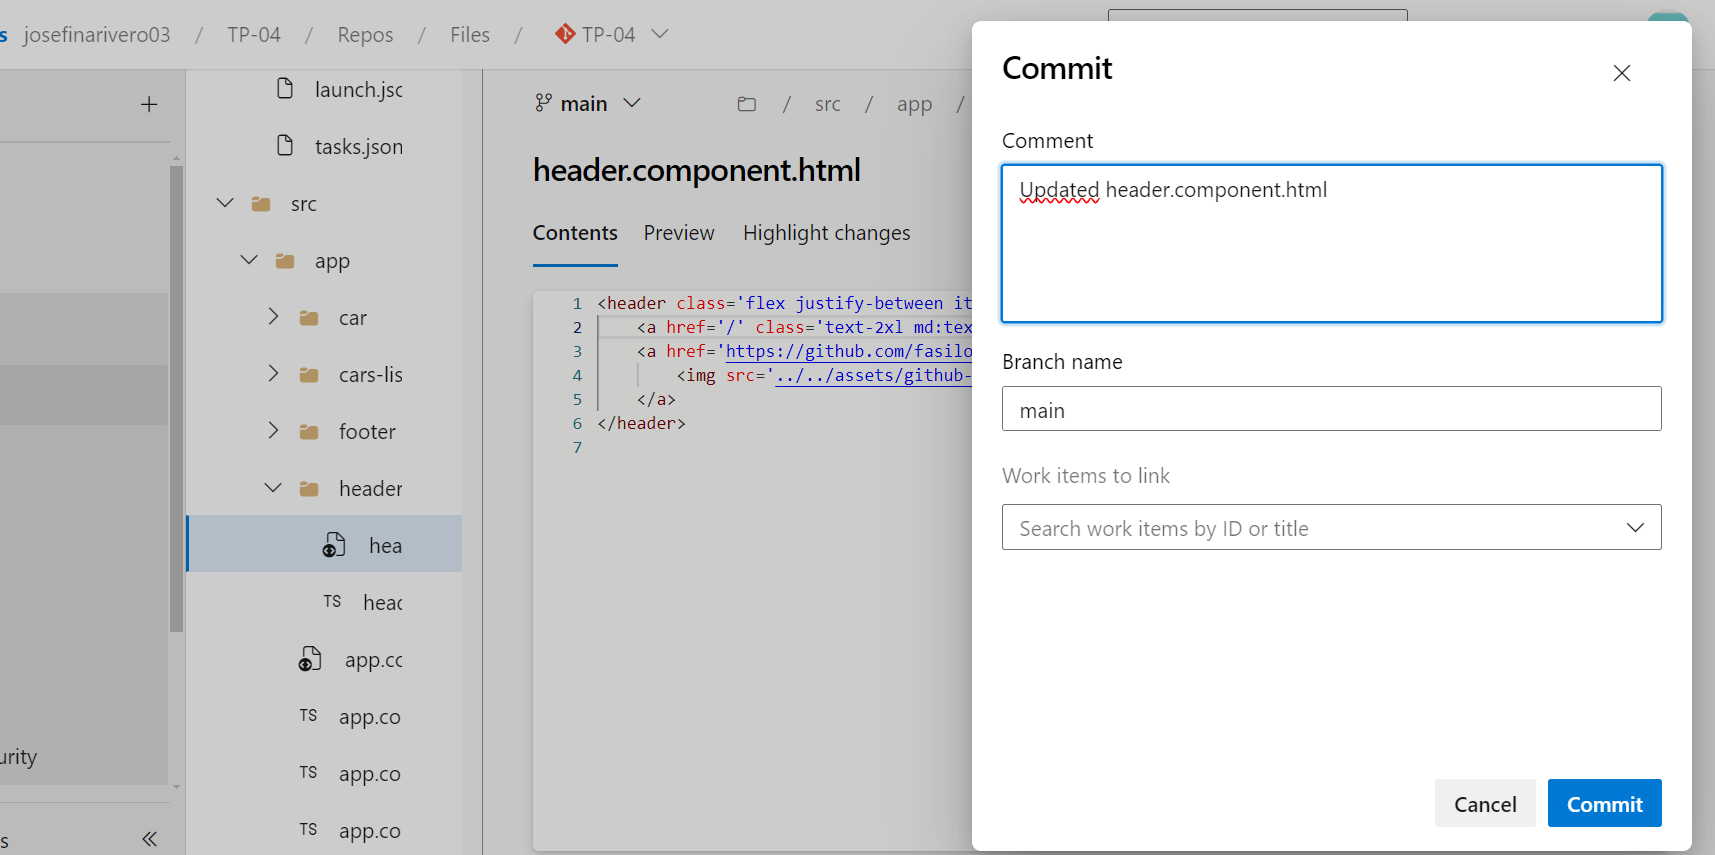 s josefinarivero03 / TP-04 / Repos / Files / TP-04
launch.jsc
tasks.json
src
app
car
cars-lis
footer
header
hea
TS heac
app.cc
TS app.co
TS app.co
TS app.co
urity
s
main / src / app /
header.component.html
Contents Preview Highlight changes
1 <header class='flex justify-between it
2 <a href='/' class='text-2xl md:tex
3 <a href='https://github.com/fasilo
4 <img src='../../assets/github-
5 </a>
6 </header>
7
Commit
Comment
Updated header.component.html
Branch name
main
Work items to link
Search work items by ID or title
Cancel Commit